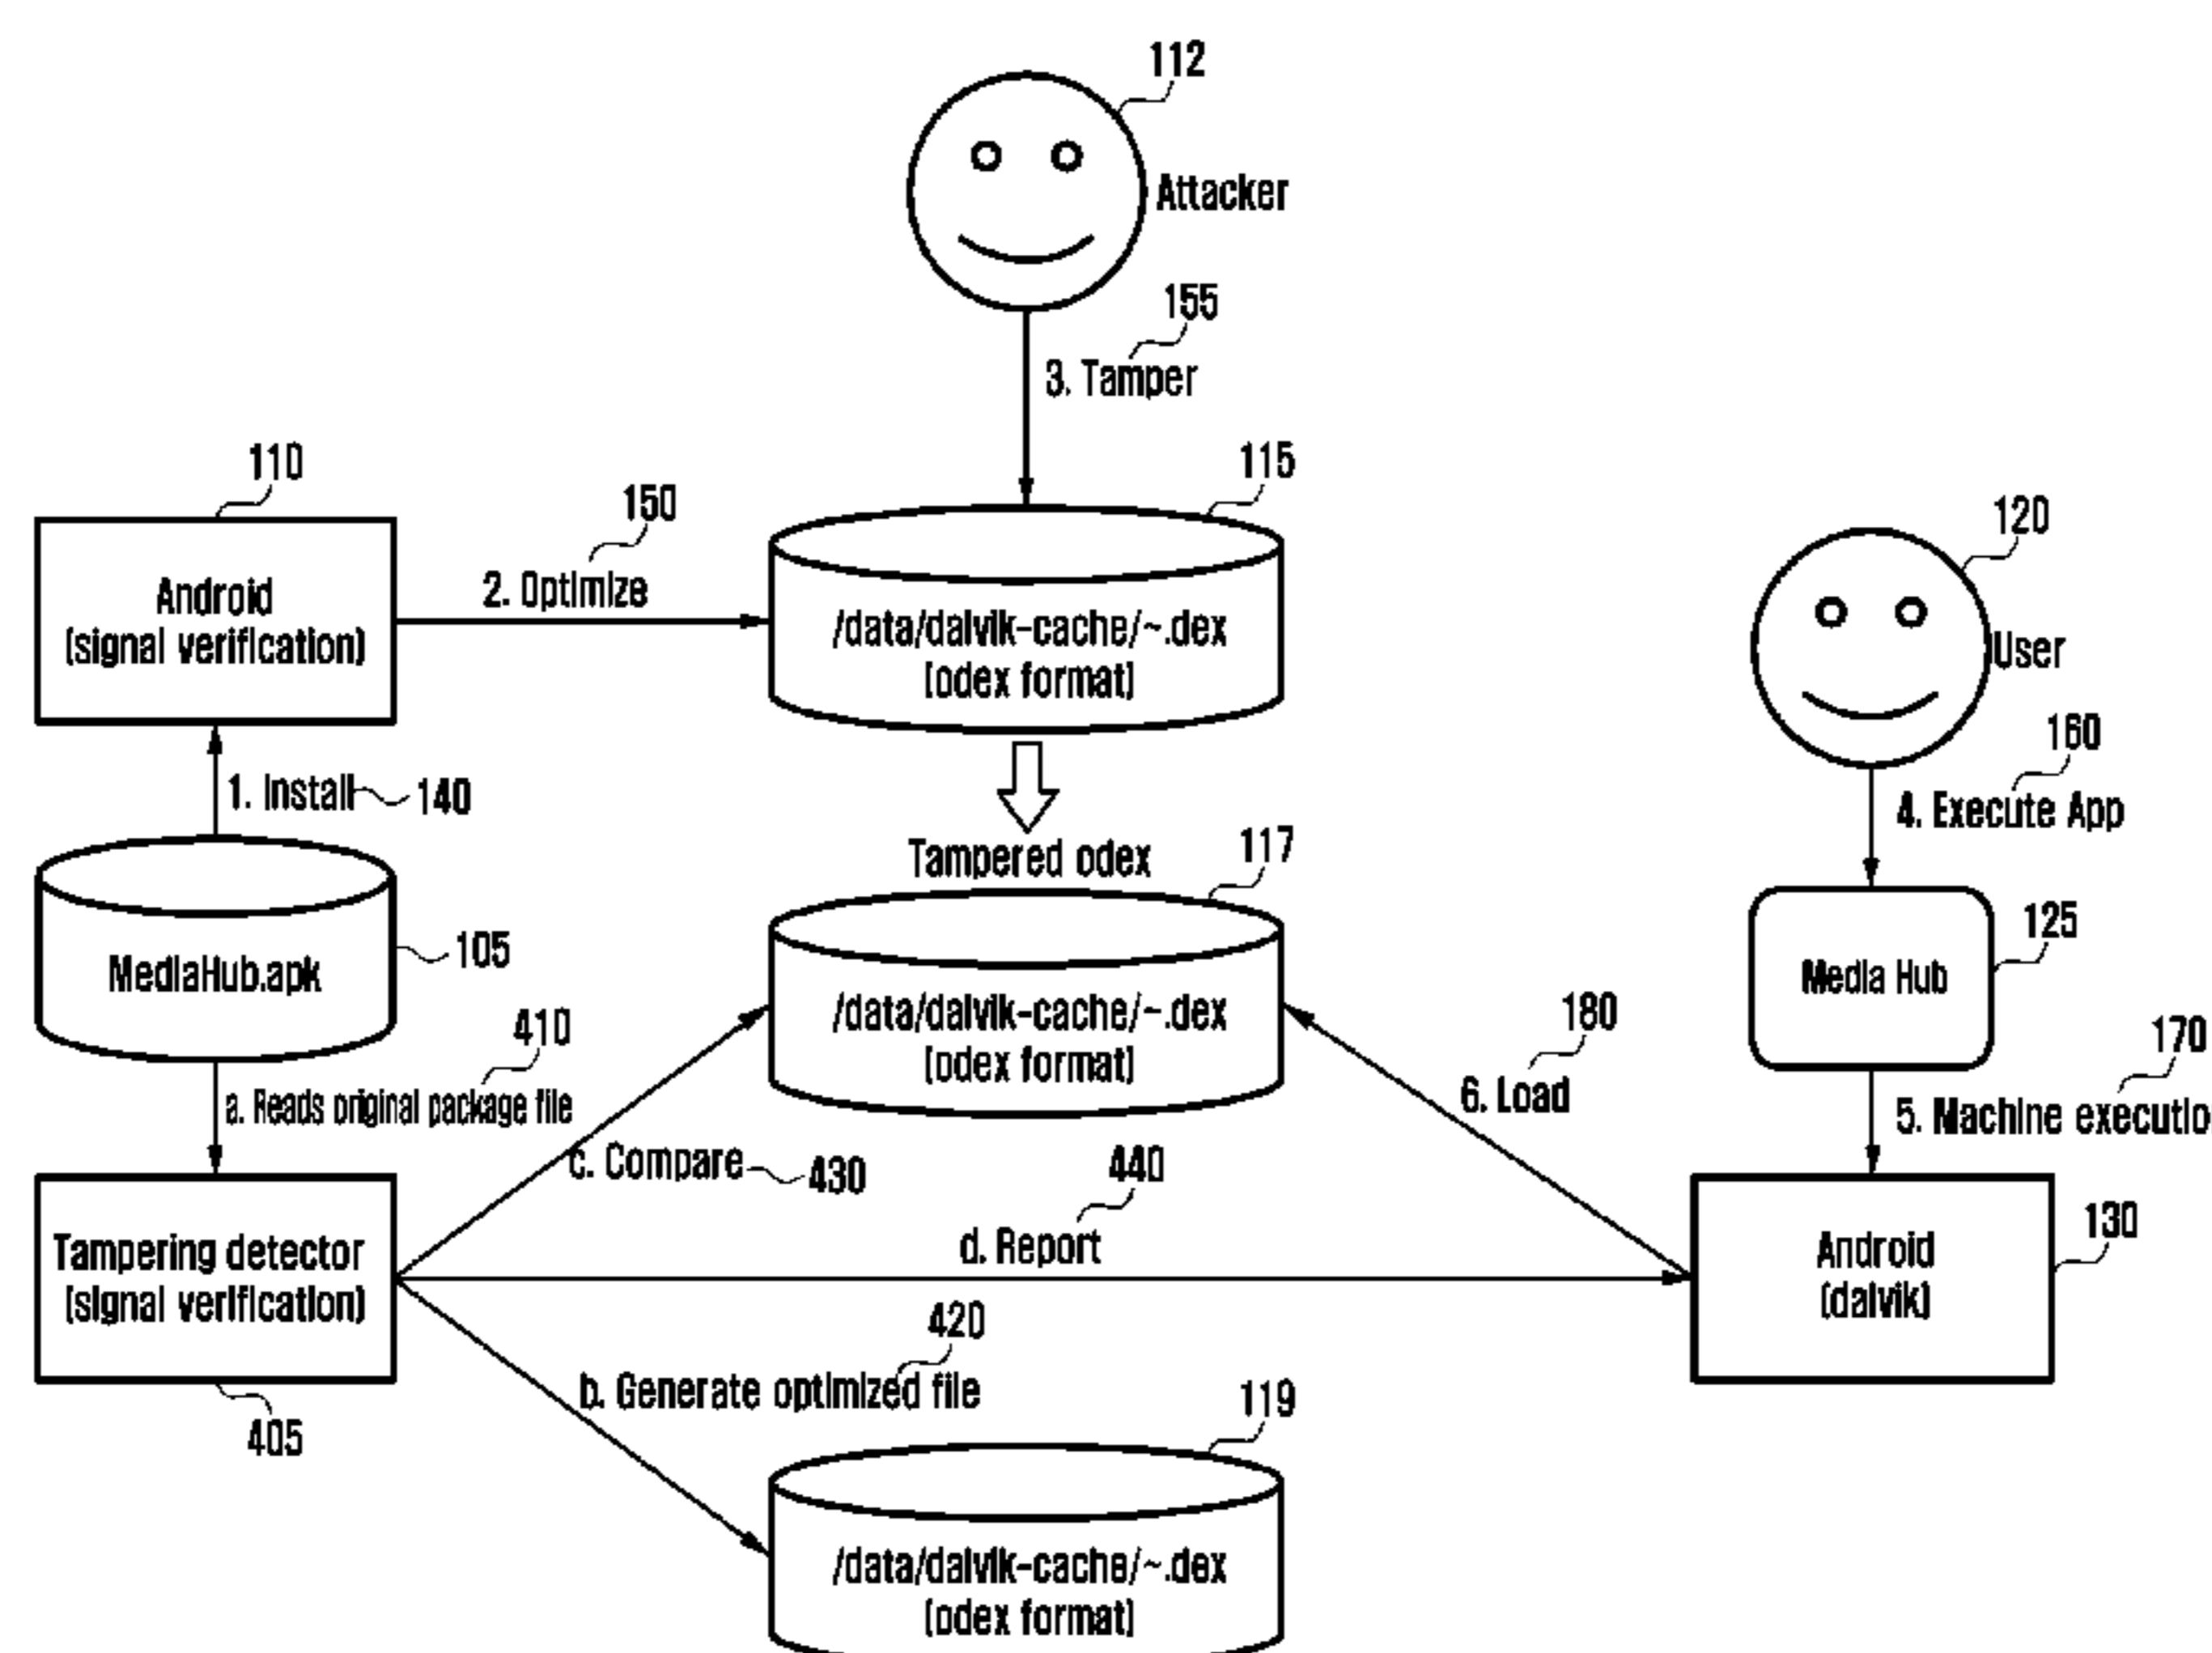 112
Attacker
155
3. Tamper
110
150
115
120
Android
(signal verification)
2. Optimize
/data/dalvik-cache/~.dex
(odex format)
User
160
1. Install
140
4. Execute App
Tampered odex
117
MediaHub.apk
105
125
Media Hub
/data/dalvik-cache/~.dex
(odex format)
410
180
170
a. Reads original package file
6. Load
5. Machine executio
c. Compare
430
440
130
Tampering detector
(signal verification)
d. Report
Android
(dalvik)
420
b. Generate optimized file
119
405
/data/dalvik-cache/~.dex
(odex format)